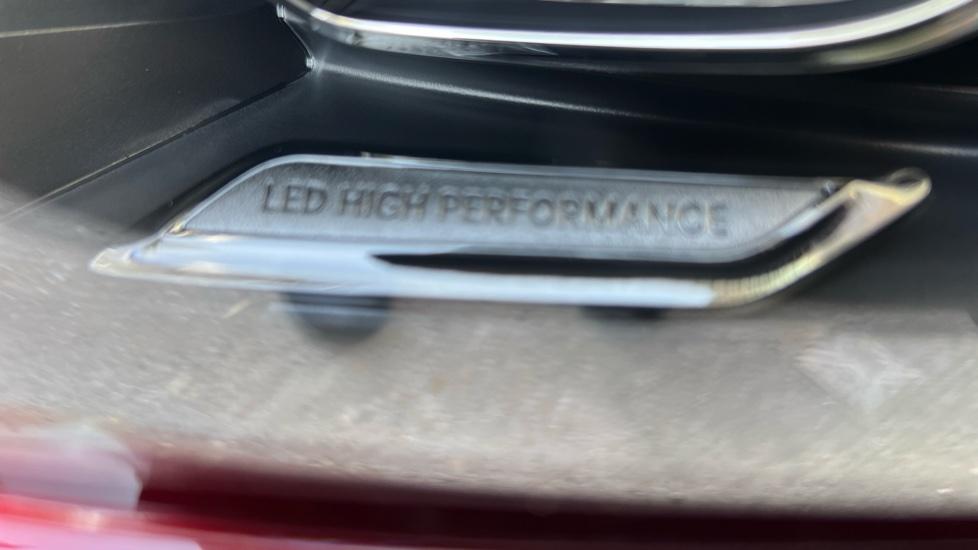 LED HIGH PERFORMANCE